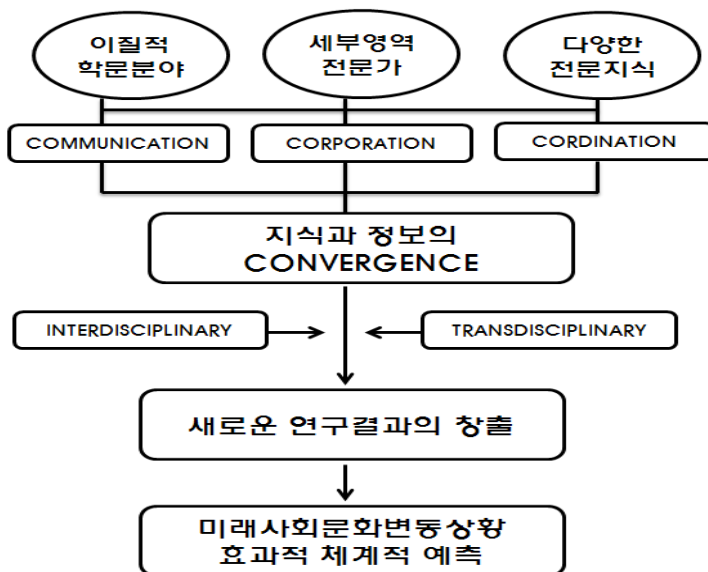 이질적
학문분야
세부영역
전문가
다양한
전문지식
COMMUNICATION
CORPORATION
CORDINATION
지식과 정보의
CONVERGENCE
INTERDISCIPLINARY
TRANSDISCIPLINARY
새로운 연구결과의 창출
미래사회문화변동상황
효과적 체계적 예측